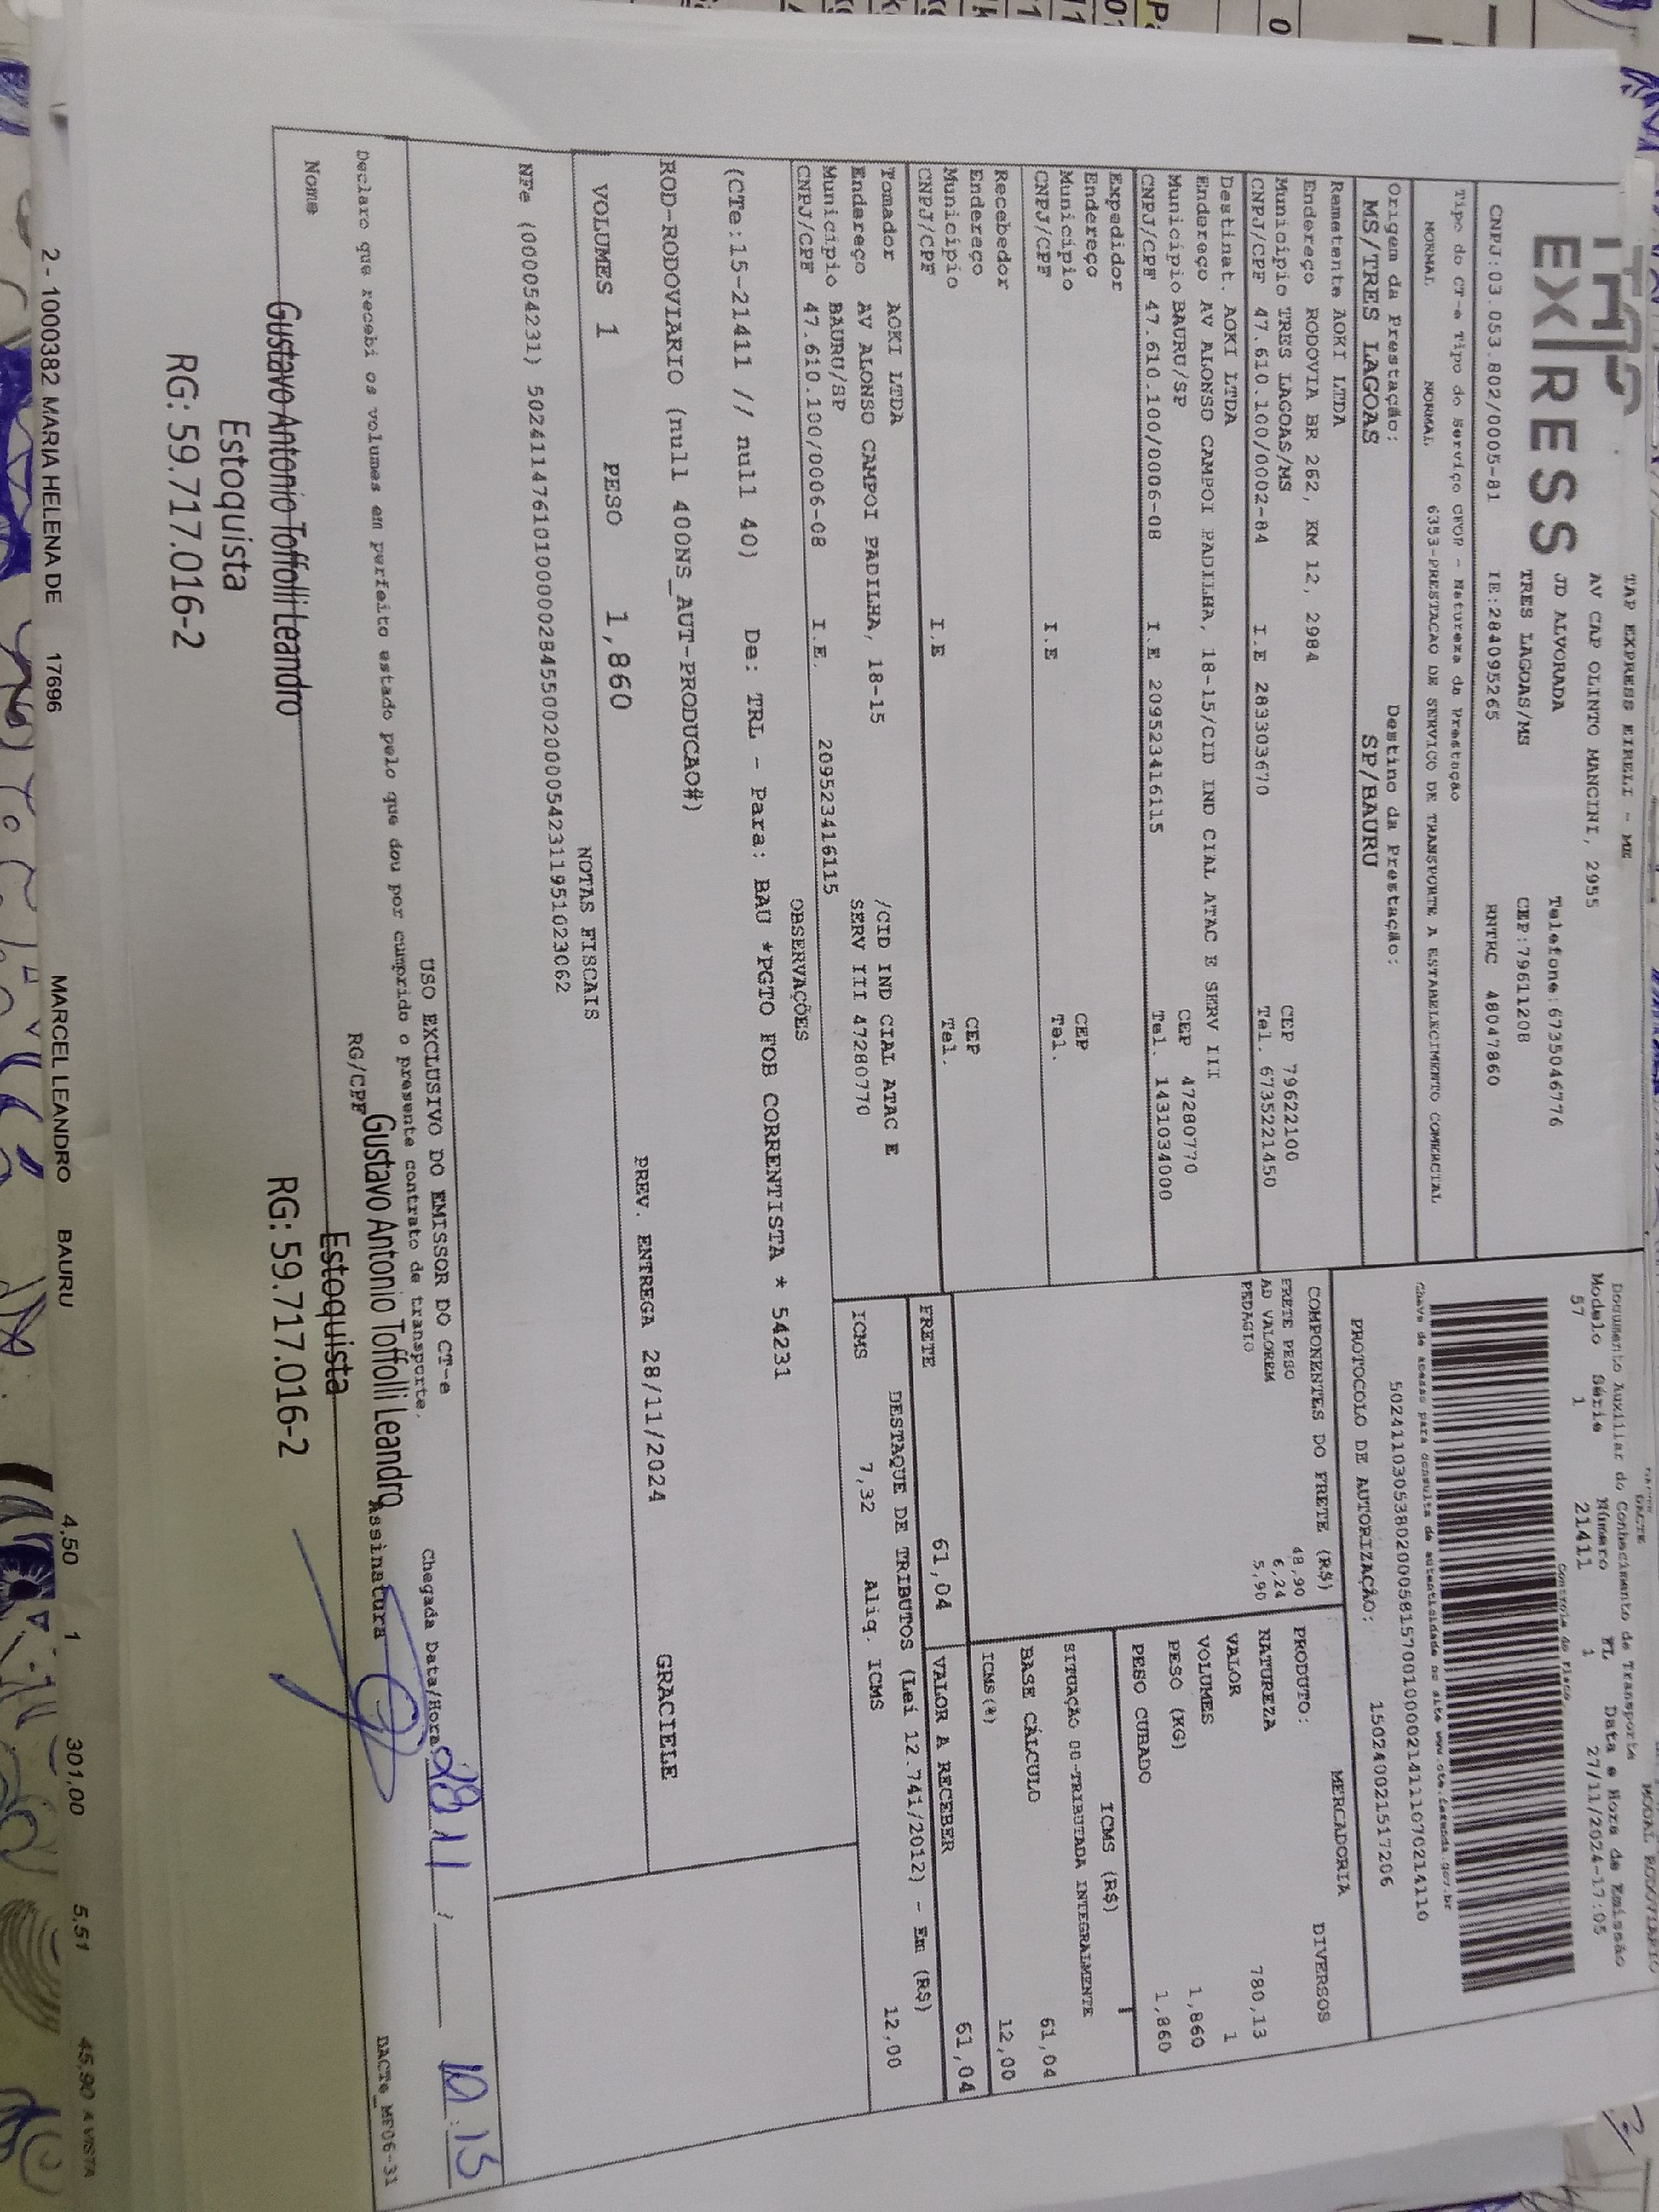 TAP EXPRESS EIRELI - ME
EXPRESS
AV CAP OLINTO MANCINI, 2955
JD ALVORADA Telefone:6735046776
TRES LAGOAS/MS CEP:79611208
CNPJ:03.053.802/0005-81 IE:284095265 RNTRC 48047860
Tipo do CT-e Tipo do Serviço CFOP - Natureza da Prestação
NORMAL NORMAL 6353-PRESTACAO DE SERVICO DE TRANSPORTE A ESTABELECIMENTO COMERCIAL
Origem da Prestação: Destino da Prestação:
MS/TRES LAGOAS SP/BAURU
Remetente AOKI LTDA
Endereço RODOVIA BR 262, KM 12, 2984 CEP 79622100
Município TRES LAGOAS/MS Tel. 6735221450
CNPJ/CPF 47.610.100/0002-84 I.E 283303670
Destinat. AOKI LTDA
Endereço AV ALONSO CAMPOI PADILHA, 18-15/CID IND CIAL ATAC E SERV III
Município BAURU/SP CEP 47280770
CNPJ/CPF 47.610.100/0006-08 I.E 209523416115 Tel. 1431034000
Expedidor
Endereço CEP
Município Tel.
CNPJ/CPF I.E
Recebedor
Endereço CEP
Município Tel.
CNPJ/CPF I.E
Tomador AOKI LTDA /CID IND CIAL ATAC E
Endereço AV ALONSO CAMPOI PADILHA, 18-15 SERV III 47280770
Município BAURU/SP
CNPJ/CPF 47.610.100/0006-08 I.E. 209523416115
OBSERVAÇÕES
(CTe:15-21411 // null 40) De: TRL - Para: BAU *PGTO FOB CORRENTISTA * 54231
ROD-RODOVIARIO (null 400NS_AUT-PRODUCAO#)
VOLUMES 1 PESO 1,860 PREV. ENTREGA 28/11/2024 GRACIELE
NOTAS FISCAIS
NFe (000054231) 50241147610100000284550020000542311951023062
MODAL RODOVIARIO
DACTE
Documento Auxiliar do Conhecimento de Transporte
Modelo Série Número FL Data e Hora de Emissão
57 1 21411 1 27/11/2024-17:05
Controle do Fisco
Chave de acesso para consulta de autenticidade no site www.cte.fazenda.gov.br
50241103053802000581570010000214111070214110
PROTOCOLO DE AUTORIZAÇÃO: 150240021517206
COMPONENTES DO FRETE (R$)
FRETE PESO 48,90
AD VALOREM 6,24
PEDAGIO 5,90
MERCADORIA
PRODUTO: DIVERSOS
NATUREZA
VALOR 780,13
VOLUMES 1
PESO (KG) 1,860
PESO CUBADO 1,860
ICMS (R$)
SITUAÇÃO 00-TRIBUTADA INTEGRALMENTE
BASE CÁLCULO 61,04
ICMS(%) 12,00
FRETE 61,04 VALOR A RECEBER 61,04
DESTAQUE DE TRIBUTOS (Lei 12.741/2012) - Em (R$)
ICMS 7,32 Aliq. ICMS 12,00
USO EXCLUSIVO DO EMISSOR DO CT-e
Declaro que recebi os volumes em perfeito estado pelo que dou por cumprido o presente contrato de transporte.
Chegada Data/Hora 28/11/ 10:15
Nome RG/CPF Assinatura
Gustavo Antonio Toffolli Leandro
Estoquista
RG: 59.717.016-2
Gustavo Antonio Toffolli Leandro
Estoquista
RG: 59.717.016-2
DACTe_MF06-31
2 - 1000382 MARIA HELENA DE 17696 MARCEL LEANDRO BAURU 4,50 1 301,00 5,51 45,90 A VISTA